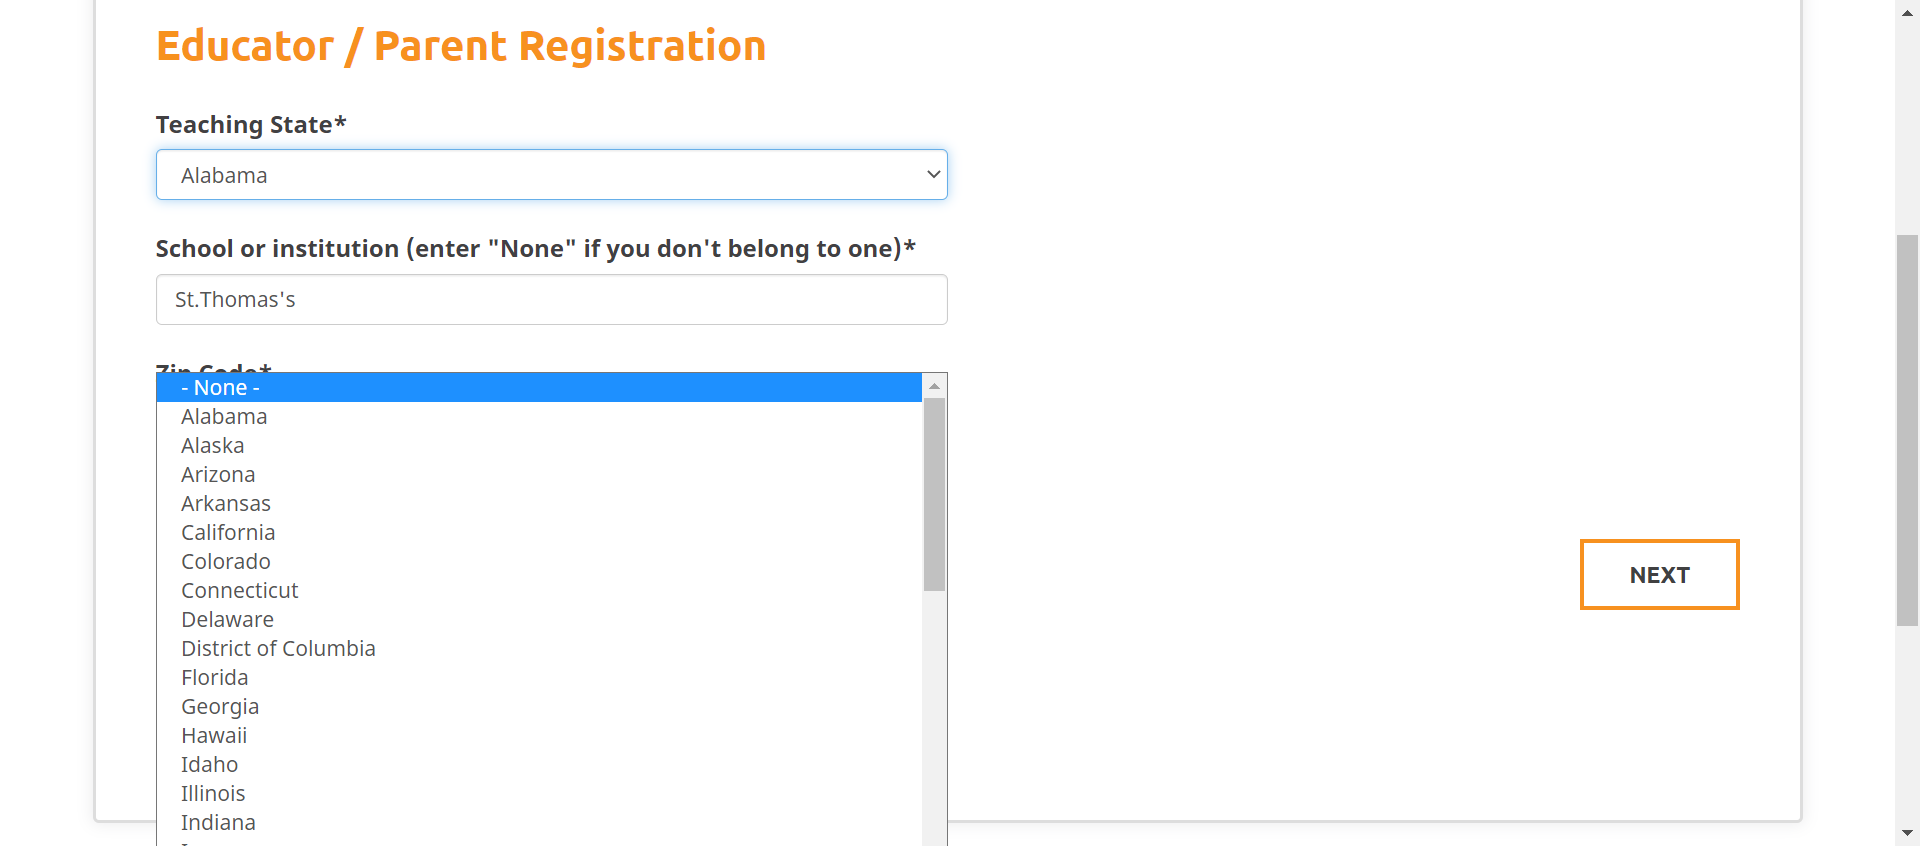 Educator / Parent Registration
Teaching State*
Alabama
School or institution (enter "None" if you don't belong to one)*
St.Thomas's
Zip Code*
- None -
Alabama
Alaska
Arizona
Arkansas
California
Colorado
Connecticut
Delaware
District of Columbia
Florida
Georgia
Hawaii
Idaho
Illinois
Indiana
NEXT